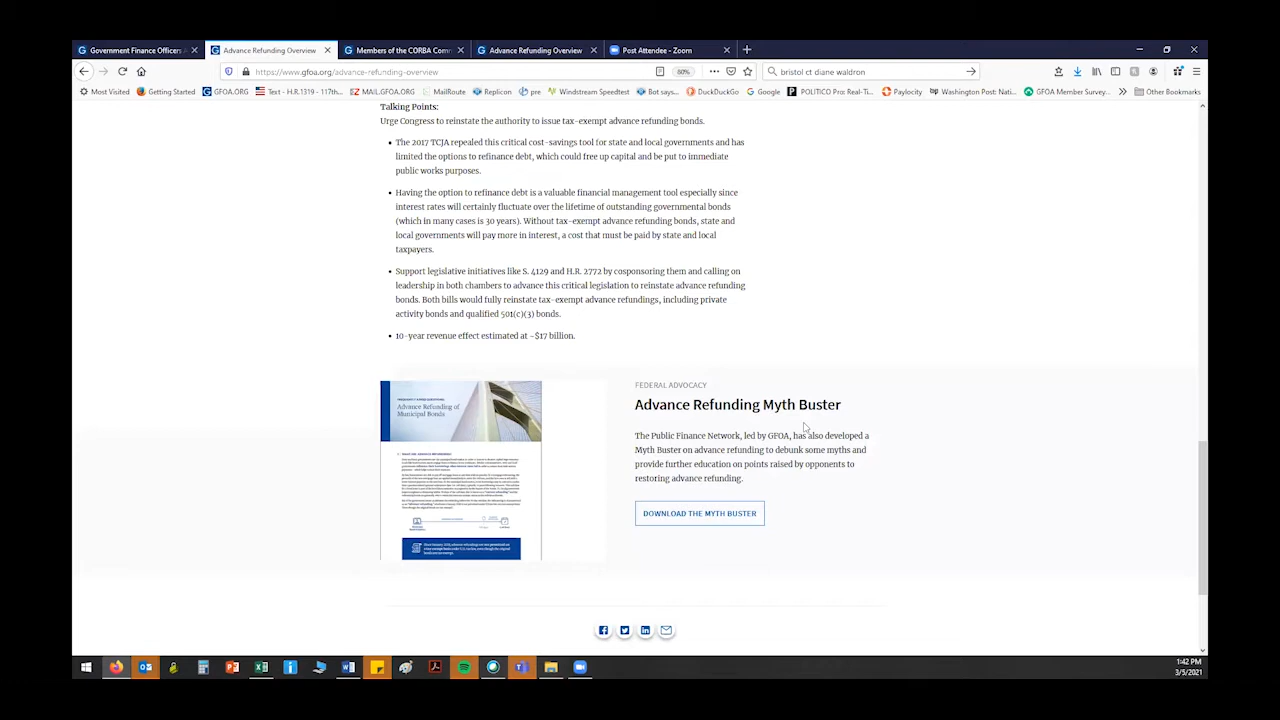 Government Finance Officers A
Advance Refunding Overview
Members of the CORBA Com
Advance Refunding Overview
Post Attendee - Zoom
https://www.gfoa.org/advance-refunding-overview
80%
bristol ct diane waldron
Most Visited
Getting Started
GFOA.ORG
Text - H.R.1319 - 117th...
MAIL.GFOA.ORG
MailRoute
Replicon
pre
Windstream Speedtest
Bot says...
DuckDuckGo
Google
POLITICO Pro: Real-Ti...
Paylocity
Washington Post: Nati...
GFOA Member Survey...
Other Bookmarks
Talking Points:
Urge Congress to reinstate the authority to issue tax-exempt advance refunding bonds.
• The 2017 TCJA repealed this critical cost-savings tool for state and local governments and has
limited the options to refinance debt, which could free up capital and be put to immediate
public works purposes.
• Having the option to refinance debt is a valuable financial management tool especially since
interest rates will certainly fluctuate over the lifetime of outstanding governmental bonds
(which in many cases is 30 years). Without tax-exempt advance refunding bonds, state and
local governments will pay more in interest, a cost that must be paid by state and local
taxpayers.
• Support legislative initiatives like S. 4129 and H.R. 2772 by cosponsoring them and calling on
leadership in both chambers to advance this critical legislation to reinstate advance refunding
bonds. Both bills would fully reinstate tax-exempt advance refundings, including private
activity bonds and qualified 501(c)(3) bonds.
• 10-year revenue effect estimated at ~$17 billion.
Advance Refunding of
Municipal Bonds
FEDERAL ADVOCACY
Advance Refunding Myth Buster
The Public Finance Network, led by GFOA, has also developed a
Myth Buster on advance refunding to debunk some myths and
provide further education on points raised by opponents to
restoring advance refunding.
DOWNLOAD THE MYTH BUSTER
1:42 PM
3/5/2021